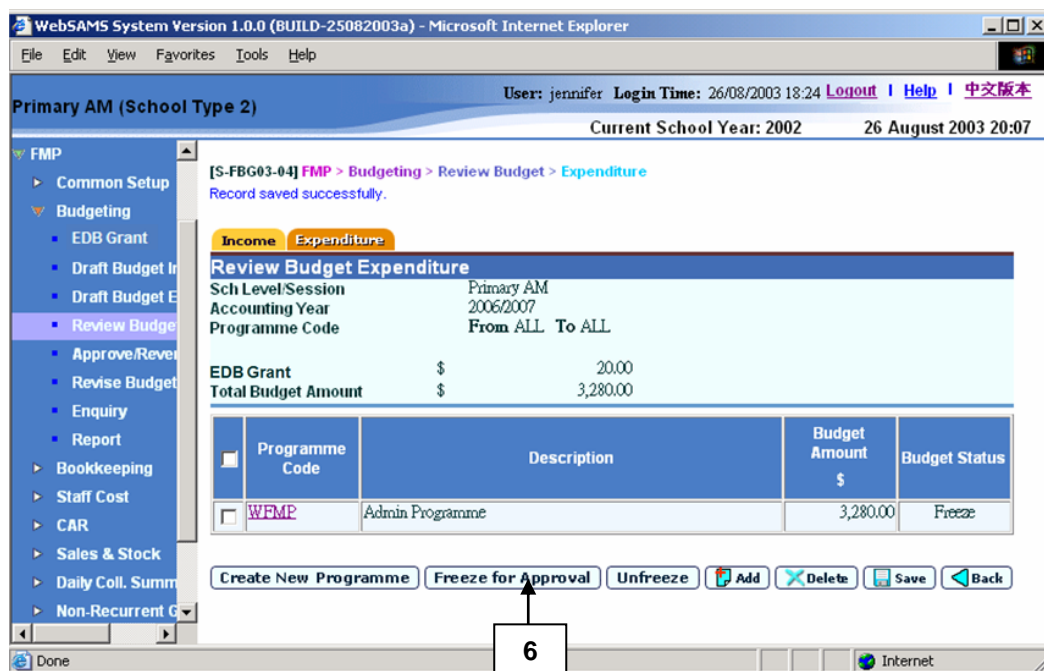 WebSAMS System Version 1.0.0 (BUILD-25082003a) - Microsoft Internet Explorer
File Edit View Favorites Tools Help
Primary AM (School Type 2)
User: jennifer Login Time: 26/08/2003 18:24 Logout | Help | 中文版本
Current School Year: 2002 26 August 2003 20:07
FMP
Common Setup
Budgeting
EDB Grant
Draft Budget In
Draft Budget E
Review Budge
Approve/Rever
Revise Budget
Enquiry
Report
Bookkeeping
Staff Cost
CAR
Sales & Stock
Daily Coll. Summ
Non-Recurrent G
[S-FBG03-04] FMP > Budgeting > Review Budget > Expenditure
Record saved successfully.
Income Expenditure
Review Budget Expenditure
Sch Level/Session Primary AM
Accounting Year 2006/2007
Programme Code From ALL To ALL
EDB Grant $ 20.00
Total Budget Amount $ 3,280.00
Programme Code Description Budget Amount $ Budget Status
WFMP Admin Programme 3,280.00 Freeze
Create New Programme Freeze for Approval Unfreeze Add Delete Save Back
6
Done Internet